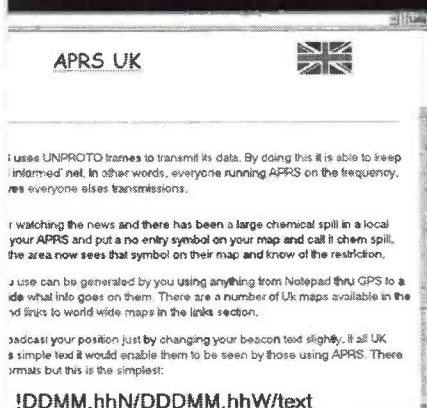 APRS UK
uses UNPROTO frames to transmit its data. By doing this it is able to keep
informed' net, in other words, everyone running APRS on the frequency,
everyone elses transmissions.
r watching the news and there has been a large chemical spill in a local
your APRS and put a no entry symbol on your map and call it chem spill,
the area now sees that symbol on their map and know of the restriction.
u use can be generated by you using anything from Notepad thru GPS to a
ide what info goes on them. There are a number of Uk maps available in the
nd links to world wide maps in the links section.
oadcast your position just by changing your beacon text slightly. If all UK
s simple text it would enable them to be seen by those using APRS. There
ormats but this is the simplest:
!DDMM.hhN/DDDMM.hhW/text